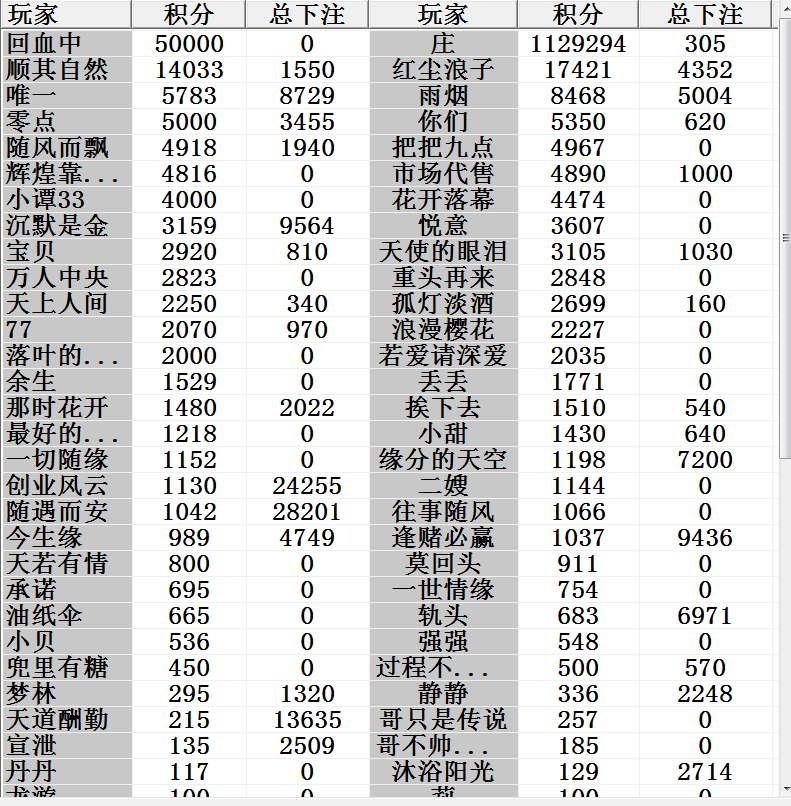 玩家 积分 总下注 玩家 积分 总下注
回血中 50000 0 庄 1129294 305
顺其自然 14033 1550 红尘浪子 17421 4352
唯一 5783 8729 雨烟 8468 5004
零点 5000 3455 你们 5350 620
随风而飘 4918 1940 把把九点 4967 0
辉煌靠... 4816 0 市场代售 4890 1000
小谭33 4000 0 花开落幕 4474 0
沉默是金 3159 9564 悦意 3607 0
宝贝 2920 810 天使的眼泪 3105 1030
万人中央 2823 0 重头再来 2848 0
天上人间 2250 340 孤灯淡酒 2699 160
77 2070 970 浪漫樱花 2227 0
落叶的... 2000 0 若爱请深爱 2035 0
余生 1529 0 丢丢 1771 0
那时花开 1480 2022 挨下去 1510 540
最好的... 1218 0 小甜 1430 640
一切随缘 1152 0 缘分的天空 1198 7200
创业风云 1130 24255 二嫂 1144 0
随遇而安 1042 28201 往事随风 1066 0
今生缘 989 4749 逢赌必赢 1037 9436
天若有情 800 0 莫回头 911 0
承诺 695 0 一世情缘 754 0
油纸伞 665 0 轨头 683 6971
小贝 536 0 强强 548 0
兜里有糖 450 0 过程不... 500 570
梦林 295 1320 静静 336 2248
天道酬勤 215 13635 哥只是传说 257 0
宣泄 135 2509 哥不帅... 185 0
丹丹 117 0 沐浴阳光 129 2714
100 0 100 0